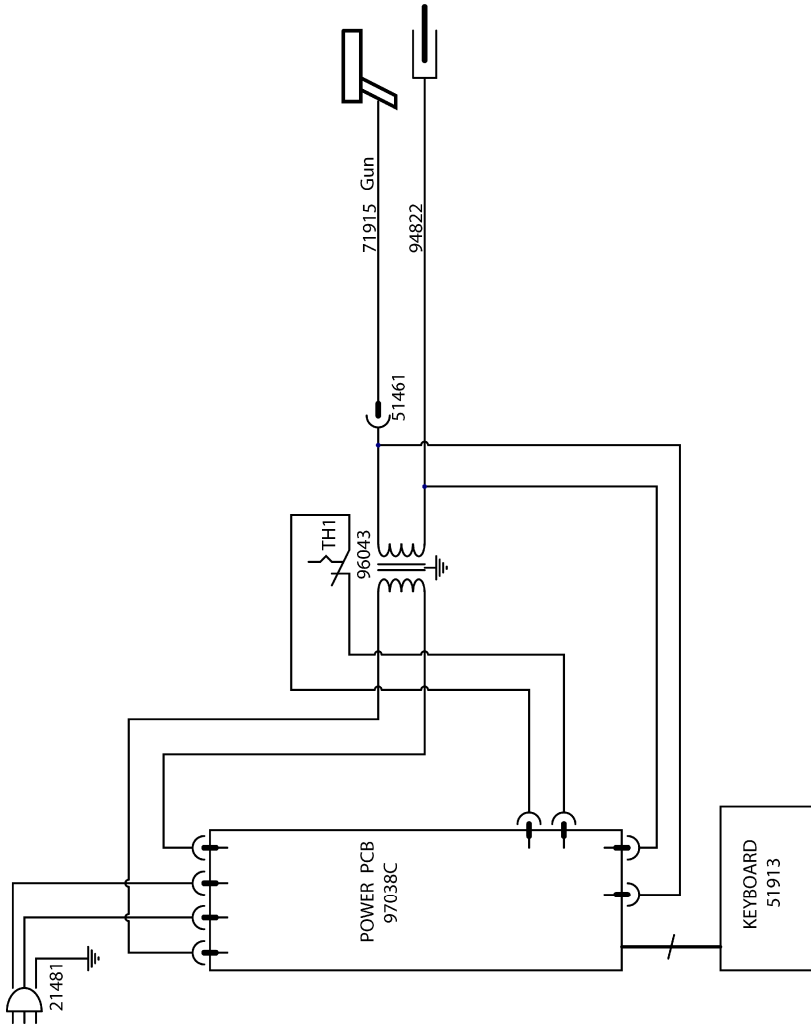 71915 Gun
94822
51461
TH1
96043
POWER PCB
97038C
KEYBOARD
51913
21481